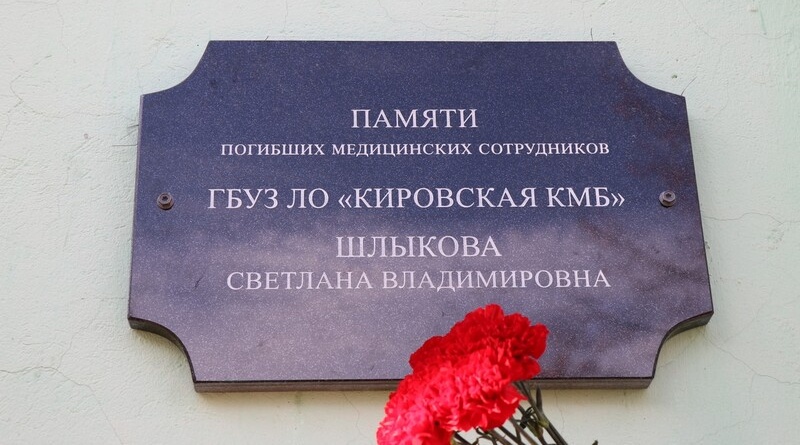 ПАМЯТИ
ПОГИБШИХ МЕДИЦИНСКИХ СОТРУДНИКОВ
ГБУЗ ЛО «КИРОВСКАЯ КМБ»
ШЛЫКОВА
СВЕТЛАНА ВЛАДИМИРОВНА